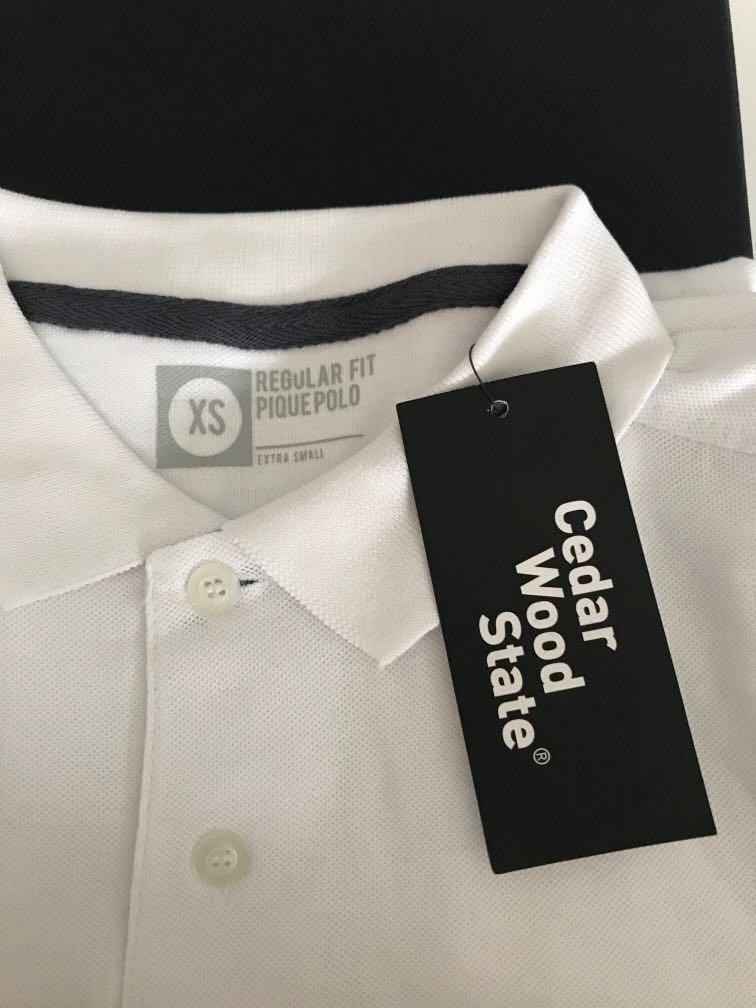 XS
REGULAR FIT
PIQUE POLO
EXTRA SMALL
Cedar
Wood
State®